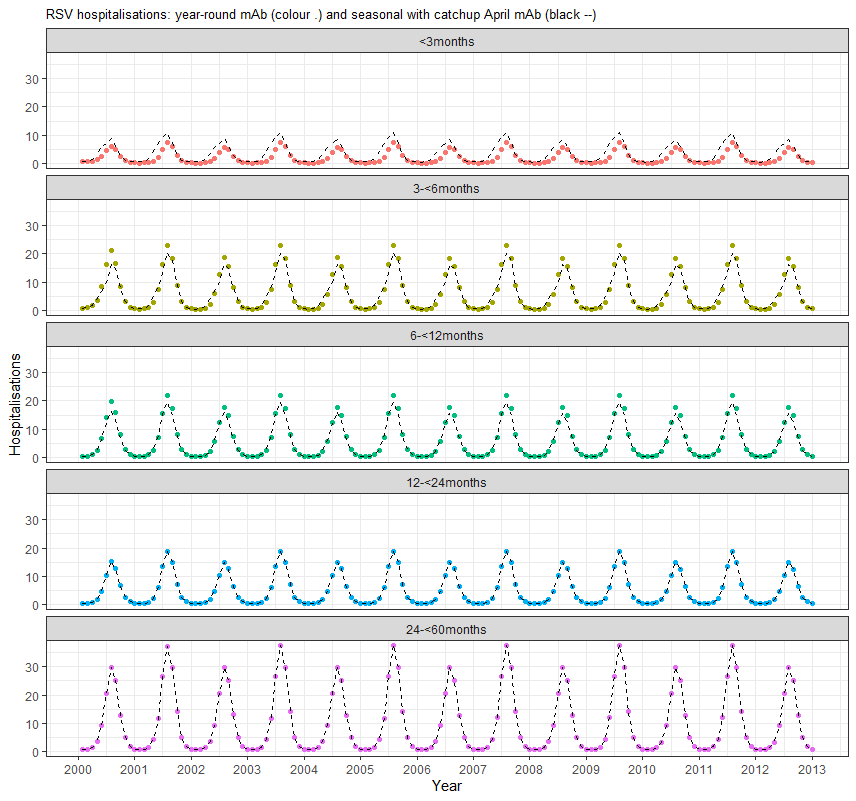 RSV hospitalisations: year-round mAb (colour .) and seasonal with catchup April mAb (black --)
<3months
30
20
10
0
3-<6months
30
20
10
0
6-<12months
30
20
10
0
12-<24months
30
20
10
0
24-<60months
30
20
10
0
Hospitalisations
2000 2001 2002 2003 2004 2005 2006 2007 2008 2009 2010 2011 2012 2013
Year